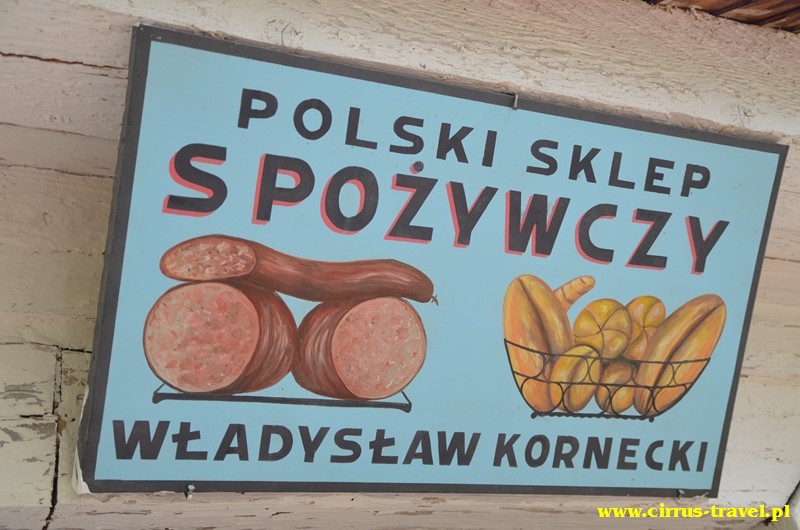 POLSKI SKLEP
SPOŻYWCZY
WŁADYSŁAW KORNECKI
www.cirrus-travel.pl